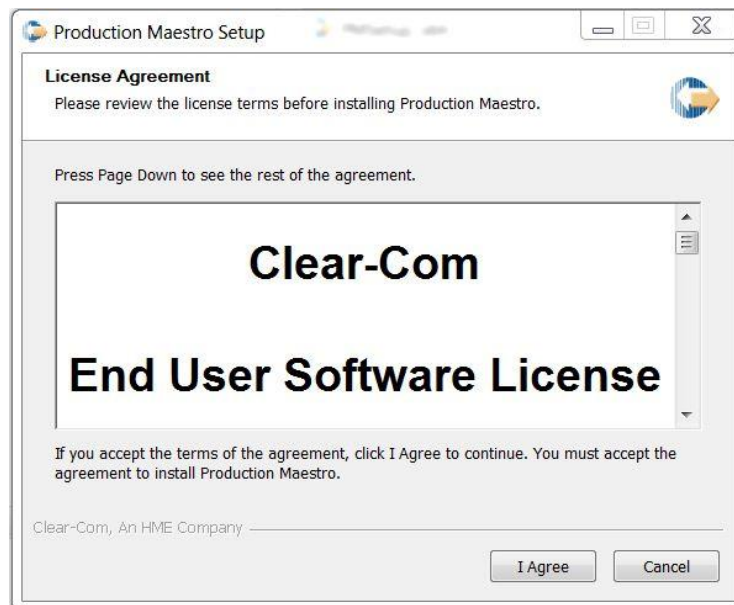 Production Maestro Setup
License Agreement
Please review the license terms before installing Production Maestro.
Press Page Down to see the rest of the agreement.
Clear-Com
End User Software License
If you accept the terms of the agreement, click I Agree to continue. You must accept the
agreement to install Production Maestro.
Clear-Com, An HME Company
I Agree
Cancel